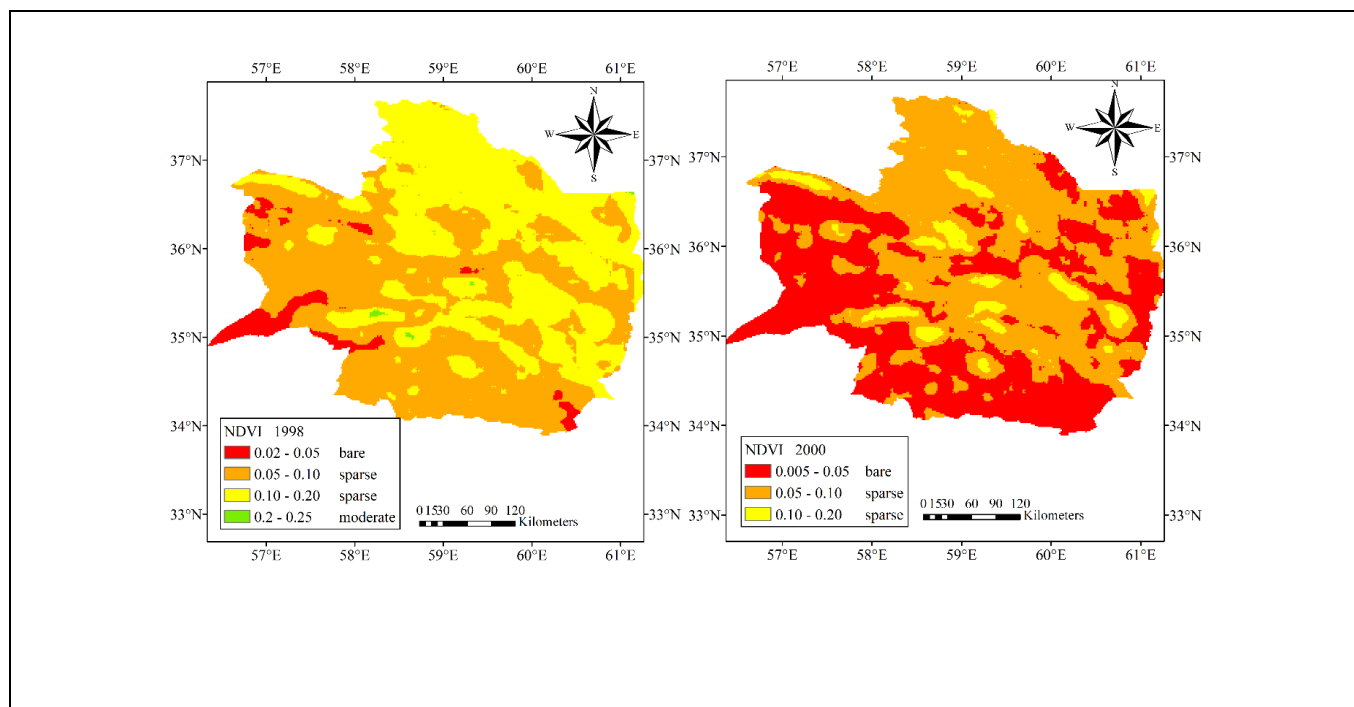 57°E 58°E 59°E 60°E 61°E
N
W E
S
37°N 37°N
36°N 36°N
35°N 35°N
34°N 34°N
33°N 33°N
NDVI 1998
0.02 - 0.05 bare
0.05 - 0.10 sparse
0.10 - 0.20 sparse
0.2 - 0.25 moderate
0 1530 60 90 120
Kilometers
57°E 58°E 59°E 60°E 61°E
57°E 58°E 59°E 60°E 61°E
N
W E
S
37°N 37°N
36°N 36°N
35°N 35°N
34°N 34°N
33°N 33°N
NDVI 2000
0.005 - 0.05 bare
0.05 - 0.10 sparse
0.10 - 0.20 sparse
0 1530 60 90 120
Kilometers
57°E 58°E 59°E 60°E 61°E